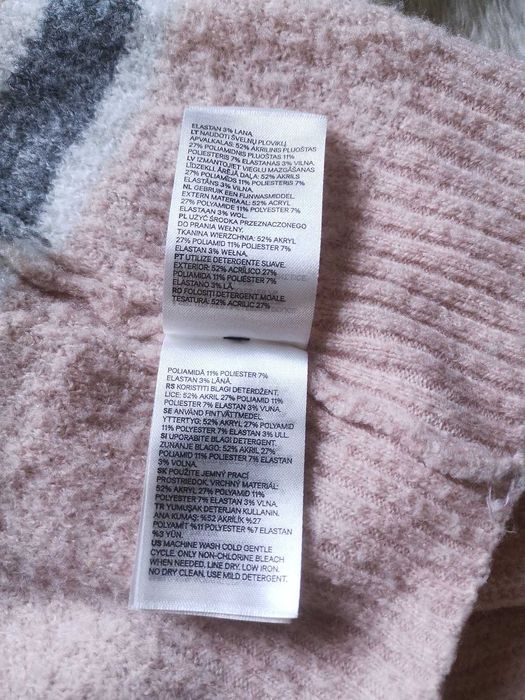 ELASTAN 3% LANA.
LT NAUDOTI ŠVELNŲ PLOVIKLĮ.
APVALKALAS: 52% AKRILINIS PLUOŠTAS
27% POLIAMIDINIS PLUOŠTAS 11%
POLIESTERIS 7% ELASTANAS 3% VILNA.
LV IZMANTOJIET VIEGLU MAZGĀŠANAS
LĪDZEKLI. ĀRĒJĀ DAĻA: 52% AKRILS
27% POLIAMĪDS 11% POLIESTERIS 7%
ELASTĀNS 3% VILNA.
NL GEBRUIK EEN FIJNWASMIDDEL.
EXTERN MATERIAAL: 52% ACRYL
27% POLYAMIDE 11% POLYESTER 7%
ELASTAAN 3% WOL.
PL UŻYĆ ŚRODKA PRZEZNACZONEGO
DO PRANIA WEŁNY.
TKANINA WIERZCHNIA: 52% AKRYL
27% POLIAMID 11% POLIESTER 7%
ELASTAN 3% WEŁNA.
PT UTILIZE DETERGENTE SUAVE.
EXTERIOR: 52% ACRÍLICO 27%
POLIAMIDA 11% POLIÉSTER 7%
ELASTANO 3% LÃ.
RO FOLOSIȚI DETERGENT MOALE.
TESATURA: 52% ACRILIC 27%
POLIAMIDĂ 11% POLIESTER 7%
ELASTAN 3% LÂNĂ.
RS KORISTITI BLAGI DETERDŽENT.
LICE: 52% AKRIL 27% POLIAMID 11%
POLIESTER 7% ELASTAN 3% VUNA.
SE ANVÄND FINTVÄTTMEDEL.
YTTERTYG: 52% AKRYL 27% POLYAMID
11% POLYESTER 7% ELASTAN 3% ULL.
SI UPORABITE BLAGI DETERGENT.
ZUNANJE BLAGO: 52% AKRIL 27%
POLIAMID 11% POLIESTER 7% ELASTAN
3% VOLNA.
SK POUŽITE JEMNÝ PRACÍ
PROSTRIEDOK. VRCHNÝ MATERIÁL:
52% AKRYL 27% POLYAMID 11%
POLYESTER 7% ELASTAN 3% VLNA.
TR YUMUŞAK DETERJAN KULLANIN.
ANA KUMAŞ: %52 AKRİLİK %27
POLYAMIT %11 POLYESTER %7 ELASTAN
%3 YÜN.
US MACHINE WASH COLD GENTLE
CYCLE. ONLY NON-CHLORINE BLEACH
WHEN NEEDED. LINE DRY. LOW IRON.
NO DRY CLEAN. USE MILD DETERGENT.